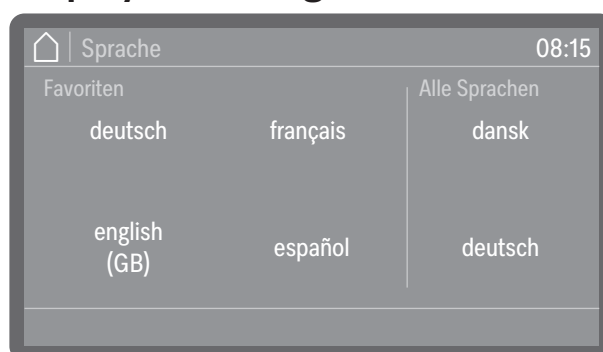 Sprache 08:15
Favoriten Alle Sprachen
deutsch français dansk
english
(GB) español deutsch